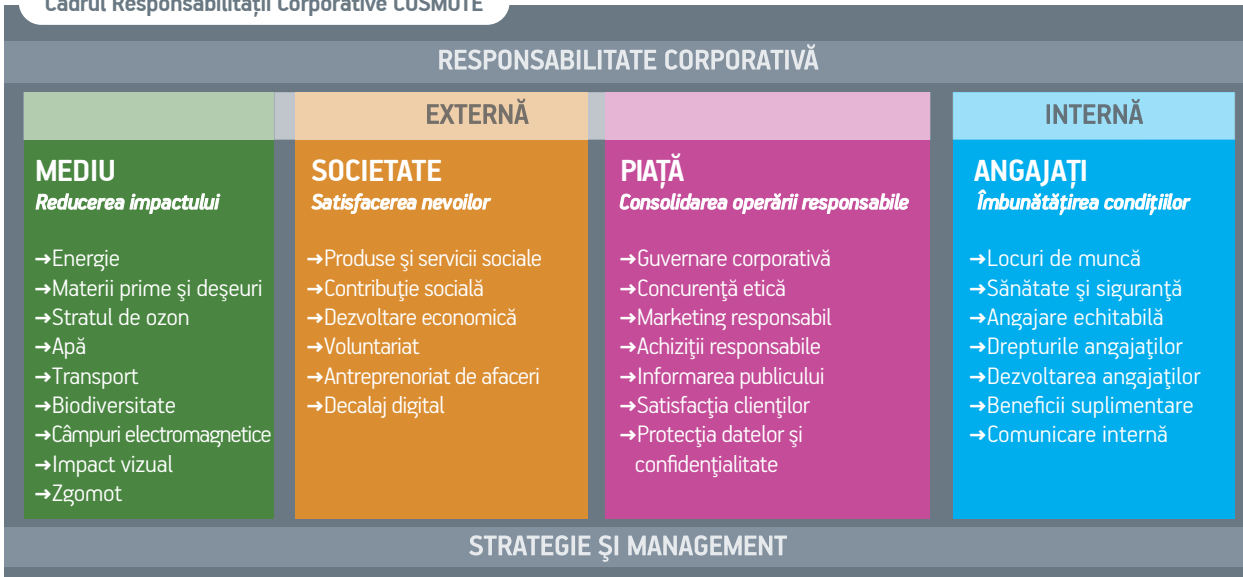 Cadrul Responsabilităţii Corporative COSMOTE
RESPONSABILITATE CORPORATIVĂ
EXTERNĂ
INTERNĂ
MEDIU
Reducerea impactului
→Energie
→Materii prime şi deşeuri
→Stratul de ozon
→Apă
→Transport
→Biodiversitate
→Câmpuri electromagnetice
→Impact vizual
→Zgomot
SOCIETATE
Satisfacerea nevoilor
→Produse şi servicii sociale
→Contribuţie socială
→Dezvoltare economică
→Voluntariat
→Antreprenoriat de afaceri
→Decalaj digital
PIAȚĂ
Consolidarea operării responsabile
→Guvernare corporativă
→Concurenţă etică
→Marketing responsabil
→Achiziţii responsabile
→Informarea publicului
→Satisfacţia clienţilor
→Protecţia datelor şi
confidenţialitate
ANGAJAȚI
Îmbunătățirea condițiilor
→Locuri de muncă
→Sănătate şi siguranţă
→Angajare echitabilă
→Drepturile angajaţilor
→Dezvoltarea angajaţilor
→Beneficii suplimentare
→Comunicare internă
STRATEGIE ŞI MANAGEMENT